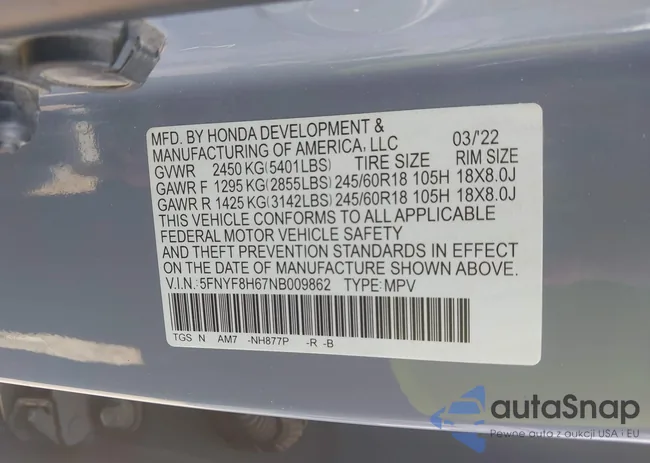 MFD. BY HONDA DEVELOPMENT &
MANUFACTURING OF AMERICA, LLC 03/'22
GVWR 2450 KG(5401LBS) TIRE SIZE RIM SIZE
GAWR F 1295 KG(2855LBS) 245/60R18 105H 18X8.0J
GAWR R 1425 KG(3142LBS) 245/60R18 105H 18X8.0J
THIS VEHICLE CONFORMS TO ALL APPLICABLE
FEDERAL MOTOR VEHICLE SAFETY
AND THEFT PREVENTION STANDARDS IN EFFECT
ON THE DATE OF MANUFACTURE SHOWN ABOVE.
V.I.N.: 5FNYF8H67NB009862 TYPE: MPV
TGS N AM7 -NH877P -R -B
autaSnap
Pewne auta z aukcji USA i EU